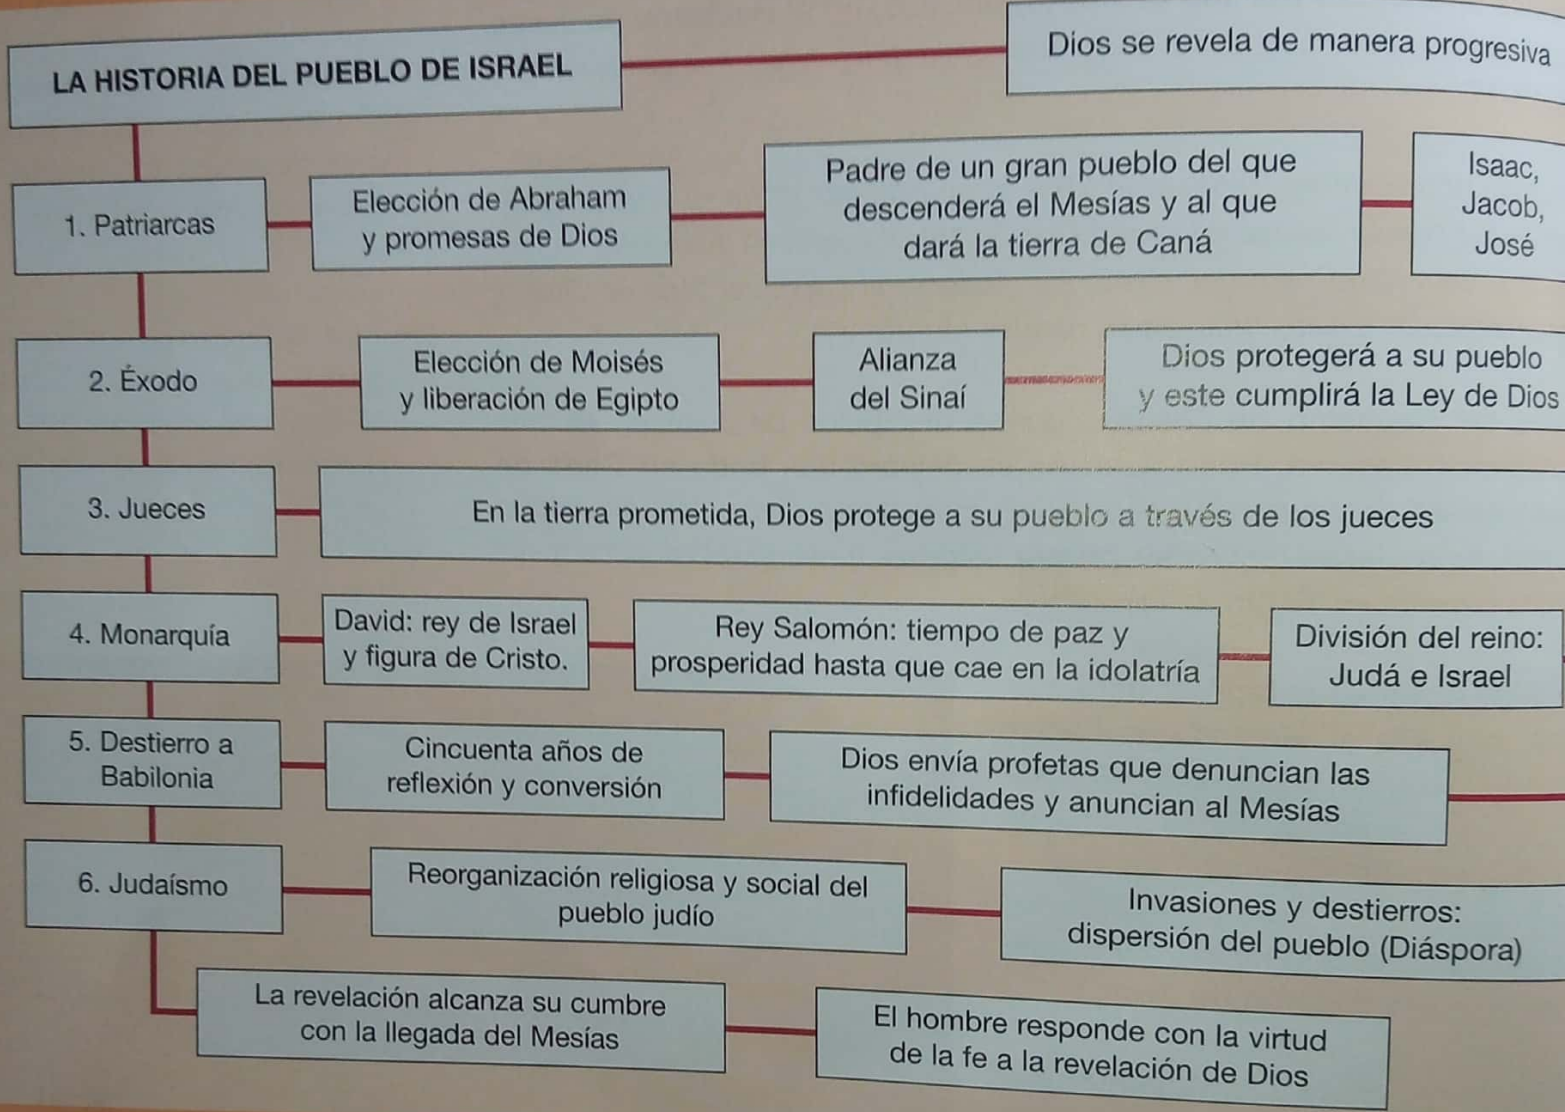 LA HISTORIA DEL PUEBLO DE ISRAEL
Dios se revela de manera progresiva
1. Patriarcas
Elección de Abraham
y promesas de Dios
Padre de un gran pueblo del que
descenderá el Mesías y al que
dará la tierra de Caná
Isaac,
Jacob,
José
2. Éxodo
Elección de Moisés
y liberación de Egipto
Alianza
del Sinaí
Dios protegerá a su pueblo
y este cumplirá la Ley de Dios
3. Jueces
En la tierra prometida, Dios protege a su pueblo a través de los jueces
4. Monarquía
David: rey de Israel
y figura de Cristo.
Rey Salomón: tiempo de paz y
prosperidad hasta que cae en la idolatría
División del reino:
Judá e Israel
5. Destierro a
Babilonia
Cincuenta años de
reflexión y conversión
Dios envía profetas que denuncian las
infidelidades y anuncian al Mesías
6. Judaísmo
Reorganización religiosa y social del
pueblo judío
Invasiones y destierros:
dispersión del pueblo (Diáspora)
La revelación alcanza su cumbre
con la llegada del Mesías
El hombre responde con la virtud
de la fe a la revelación de Dios